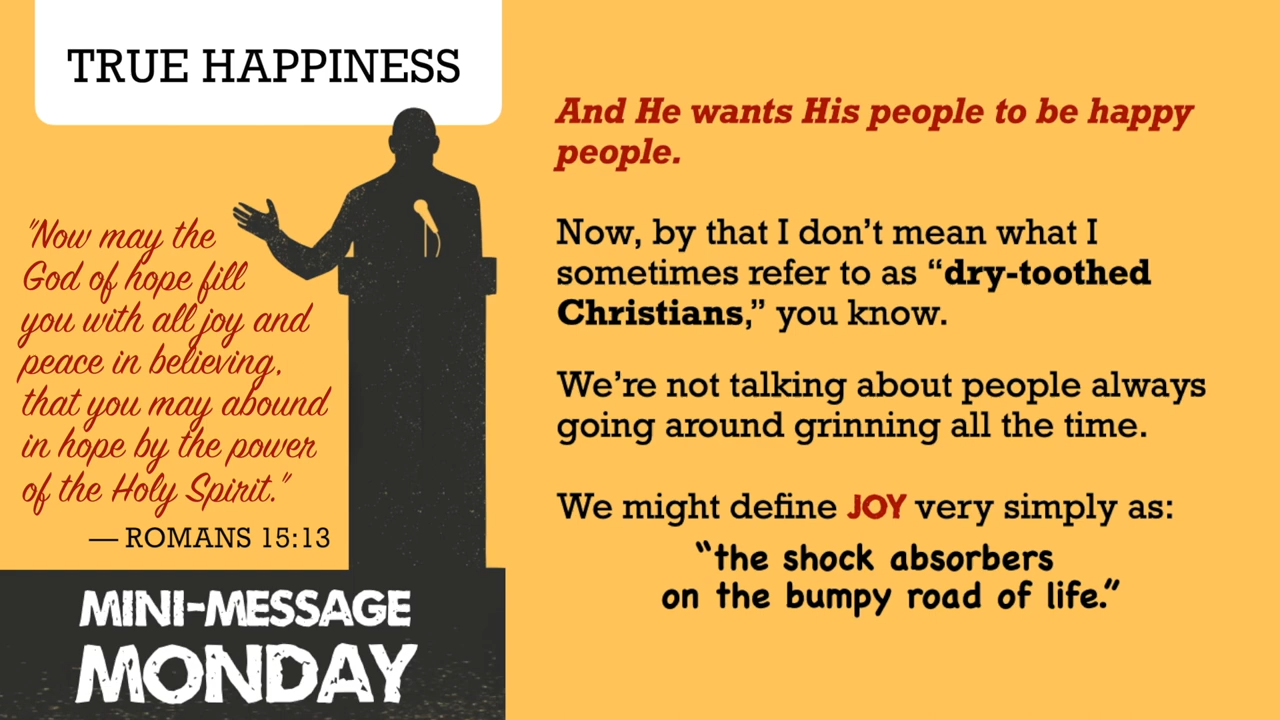 TRUE HAPPINESS
"Now may the
God of hope fill
you with all joy and
peace in believing,
that you may abound
in hope by the power
of the Holy Spirit."
— ROMANS 15:13
MINI-MESSAGE
MONDAY
And He wants His people to be happy
people.
Now, by that I don’t mean what I
sometimes refer to as “dry-toothed
Christians,” you know.
We’re not talking about people always
going around grinning all the time.
We might define JOY very simply as:
“the shock absorbers
on the bumpy road of life.”